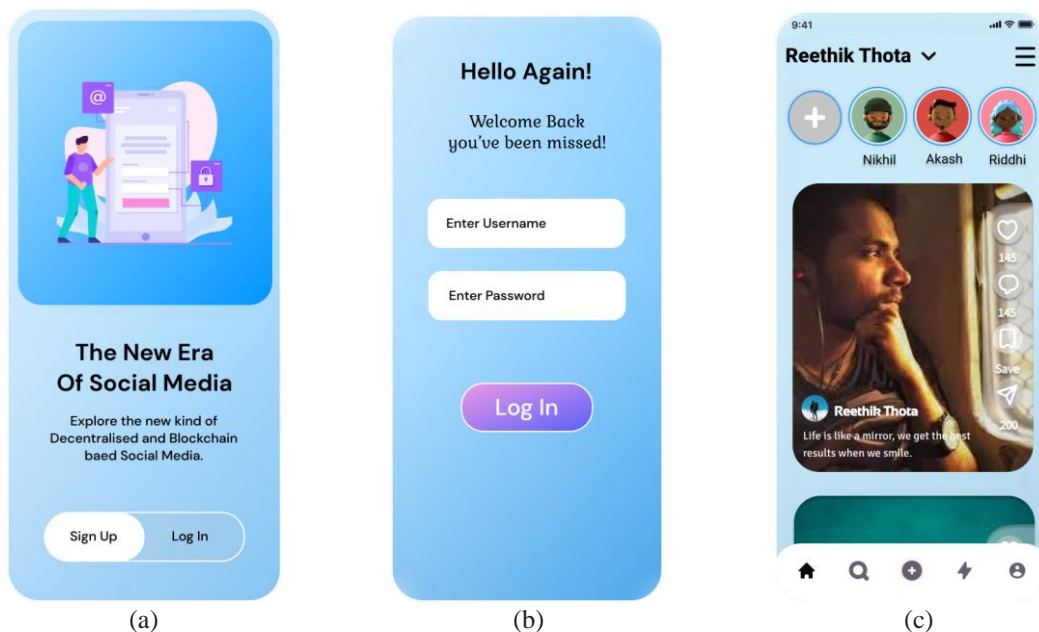 The New Era
Of Social Media
Explore the new kind of
Decentralised and Blockchain
baed Social Media.
Sign Up
Log In
(a)
Hello Again!
Welcome Back
you've been missed!
Enter Username
Enter Password
Log In
(b)
9:41
Reethik Thota
Nikhil
Akash
Riddhi
145
145
Save
200
Reethik Thota
Life is like a mirror, we get the best
results when we smile.
(c)